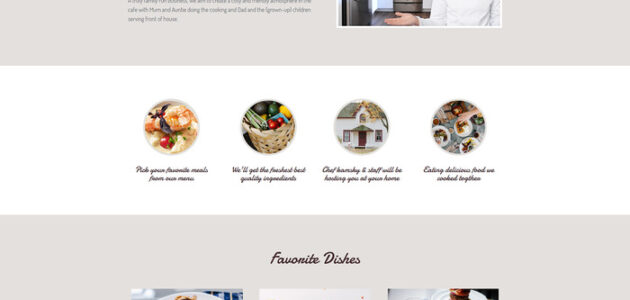 A truly family run business, we aim to create a cosy and friendly atmosphere in the
cafe with Mum and Auntie doing the cooking and Dad and the (grown-up) children
serving front of house.
Pick your favorite meals
from our menu
We'll get the freshest best
quality ingredients
Chef kamsky & staff will be
hosting you at your home
Eating delicious food we
cooked togther
Favorite Dishes